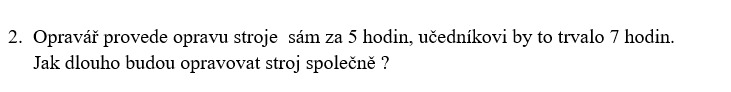 2. Opravář provede opravu stroje  sám za 5 hodin, učedníkovi by to trvalo 7 hodin.
Jak dlouho budou opravovat stroj společně ?